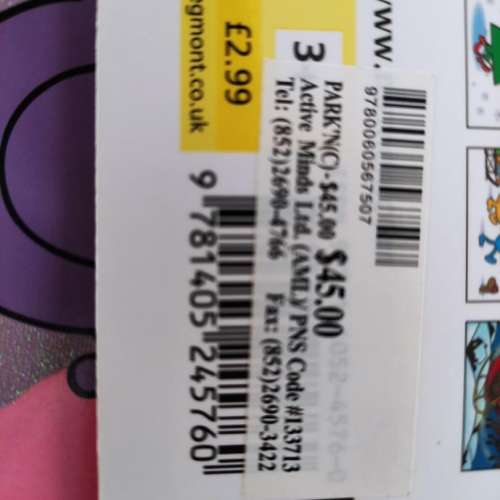 www.
3
egmont.co.uk
£2.99
9780060567507
PARK'N(C)-$45.00 $45.00
Active Minds Ltd. (AML)/ PNS Code #133713
Tel: (852)2690-4766 Fax: (852)2690-3422
9 781405 245760